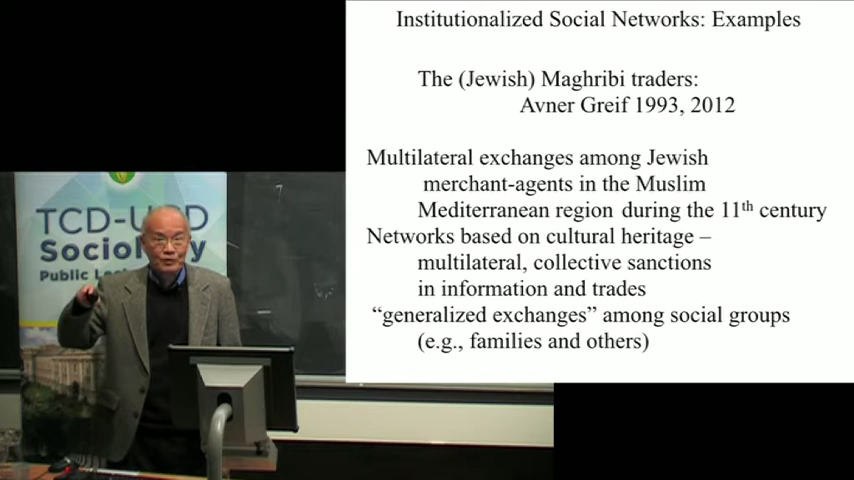 Institutionalized Social Networks: Examples
The (Jewish) Maghribi traders:
Avner Greif 1993, 2012
Multilateral exchanges among Jewish
merchant-agents in the Muslim
Mediterranean region during the 11th century
Networks based on cultural heritage –
multilateral, collective sanctions
in information and trades
“generalized exchanges” among social groups
(e.g., families and others)
TCD-U D
Sociol y
Public Lec